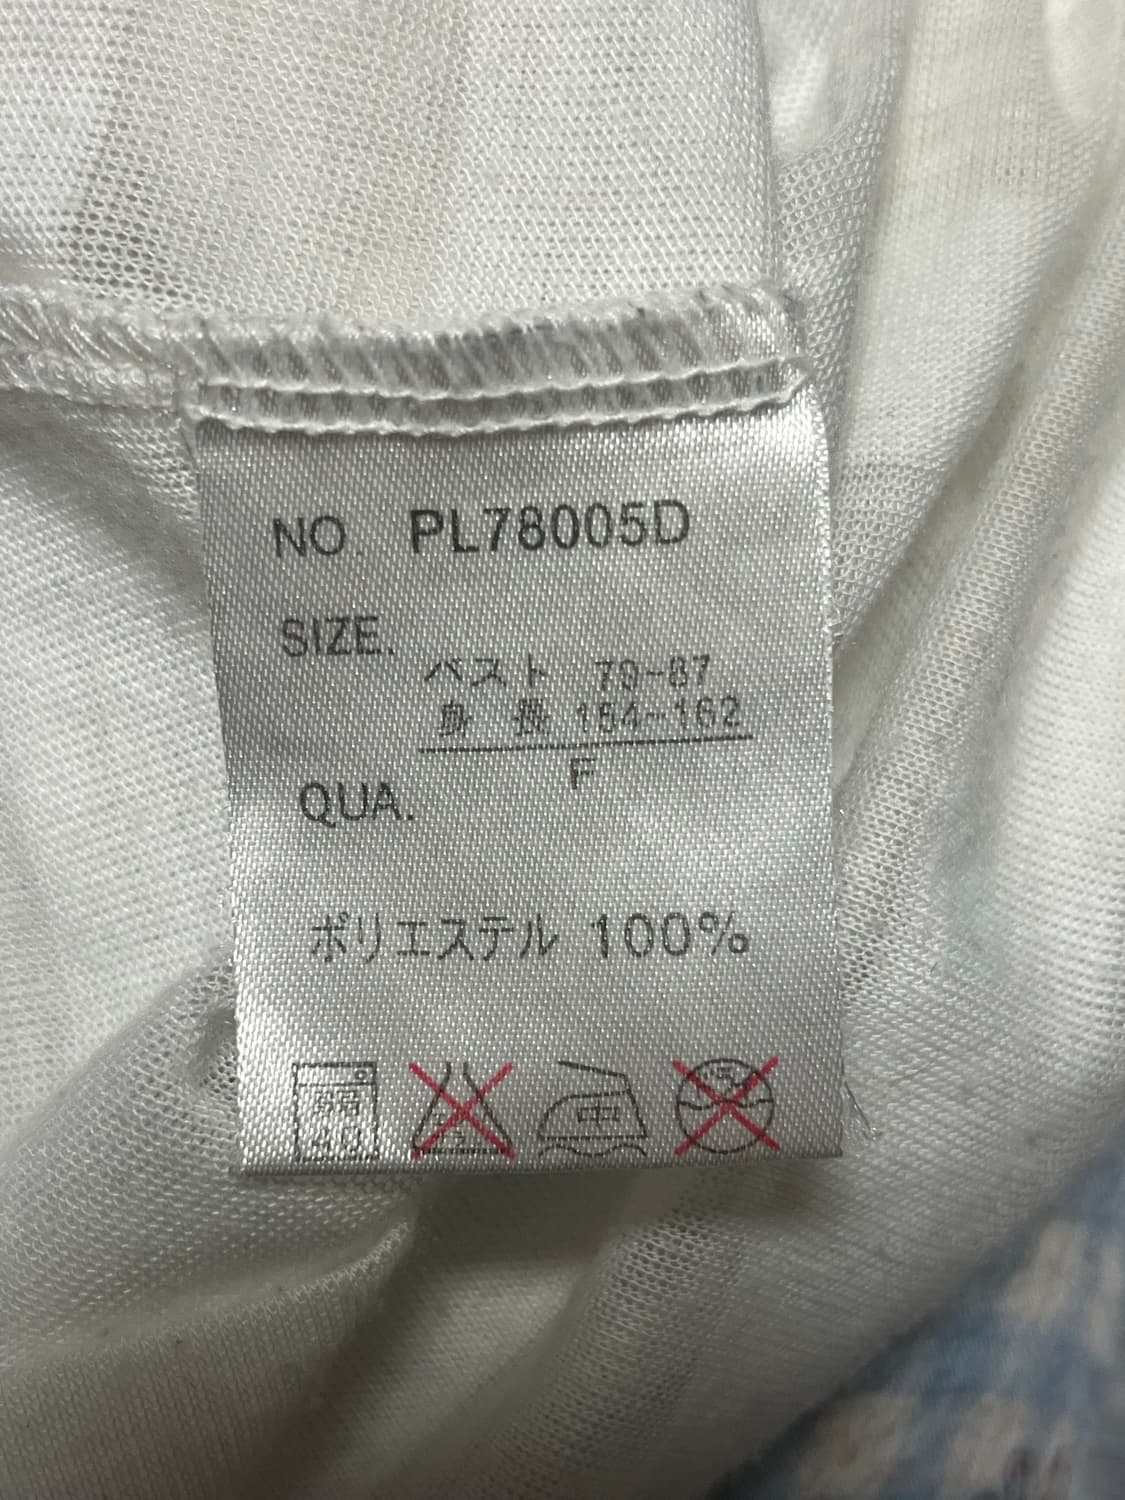 NO. PL78005D
SIZE.
バスト 79~87
身 長 154~162
F
QUA.
ポリエステル 100%
弱
40
中